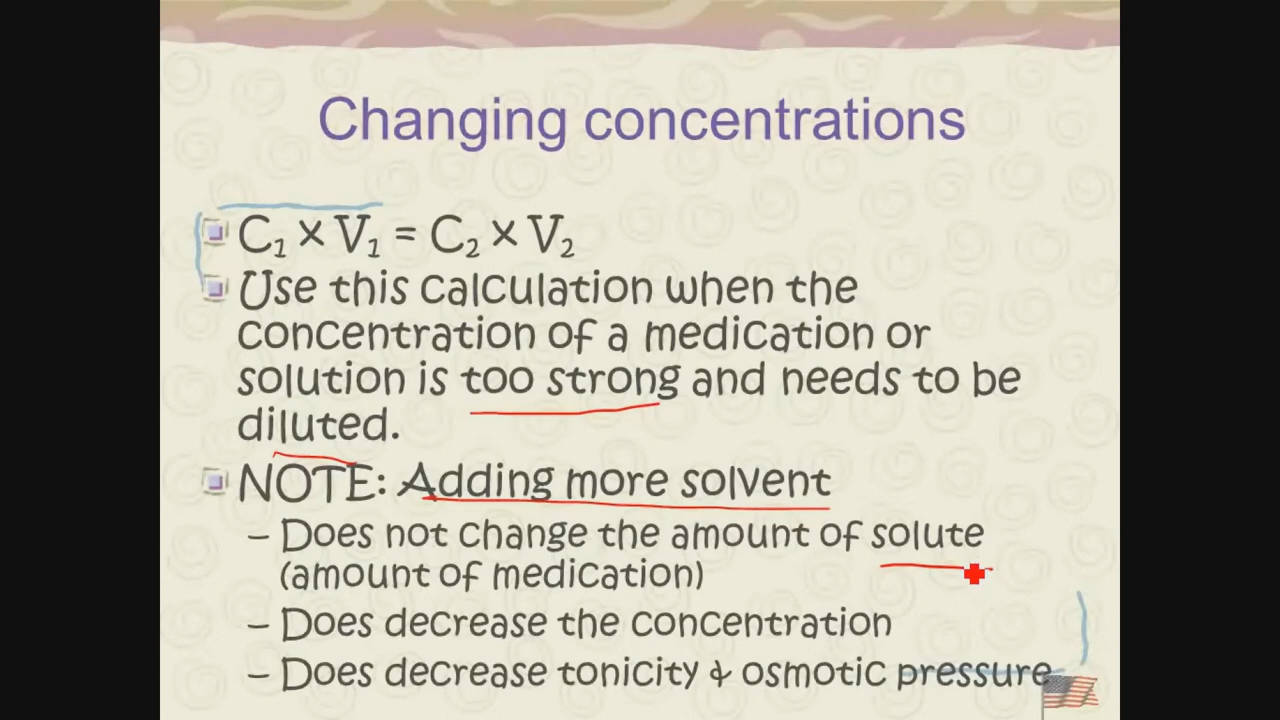 Changing concentrations
C₁ × V₁ = C₂ × V₂
Use this calculation when the
concentration of a medication or
solution is too strong and needs to be
diluted.
NOTE: Adding more solvent
– Does not change the amount of solute
(amount of medication)
– Does decrease the concentration
– Does decrease tonicity & osmotic pressure